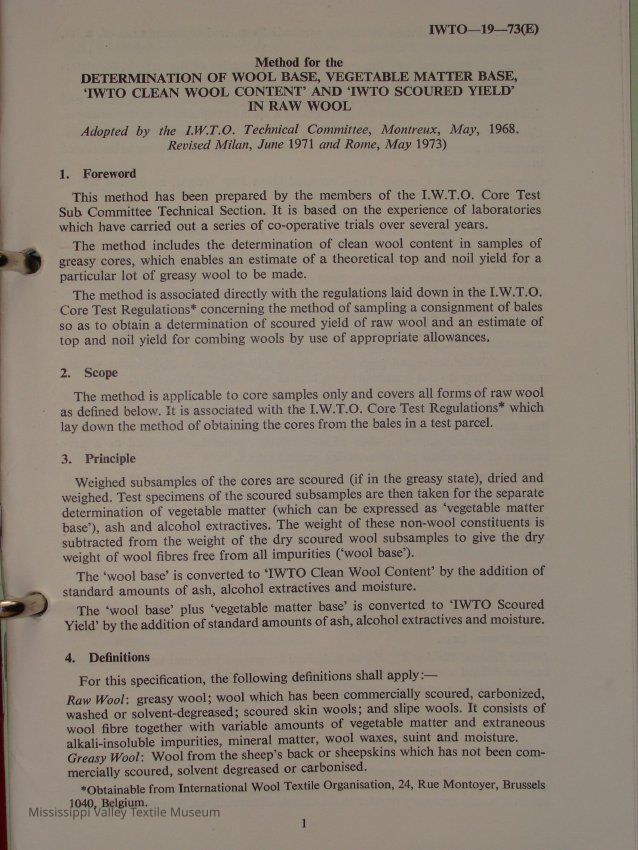 IWTO—19—73(E)
Method for the
DETERMINATION OF WOOL BASE, VEGETABLE MATTER BASE,
‘IWTO CLEAN WOOL CONTENT’ AND ‘IWTO SCOURED YIELD’
IN RAW WOOL
Adopted by the I.W.T.O. Technical Committee, Montreux, May, 1968.
Revised Milan, June 1971 and Rome, May 1973)
1. Foreword
This method has been prepared by the members of the I.W.T.O. Core Test
Sub Committee Technical Section. It is based on the experience of laboratories
which have carried out a series of co-operative trials over several years.
The method includes the determination of clean wool content in samples of
greasy cores, which enables an estimate of a theoretical top and noil yield for a
particular lot of greasy wool to be made.
The method is associated directly with the regulations laid down in the I.W.T.O.
Core Test Regulations* concerning the method of sampling a consignment of bales
so as to obtain a determination of scoured yield of raw wool and an estimate of
top and noil yield for combing wools by use of appropriate allowances.
2. Scope
The method is applicable to core samples only and covers all forms of raw wool
as defined below. It is associated with the I.W.T.O. Core Test Regulations* which
lay down the method of obtaining the cores from the bales in a test parcel.
3. Principle
Weighed subsamples of the cores are scoured (if in the greasy state), dried and
weighed. Test specimens of the scoured subsamples are then taken for the separate
determination of vegetable matter (which can be expressed as ‘vegetable matter
base’), ash and alcohol extractives. The weight of these non-wool constituents is
subtracted from the weight of the dry scoured wool subsamples to give the dry
weight of wool fibres free from all impurities (‘wool base’).
The ‘wool base’ is converted to ‘IWTO Clean Wool Content’ by the addition of
standard amounts of ash, alcohol extractives and moisture.
The ‘wool base’ plus ‘vegetable matter base’ is converted to ‘IWTO Scoured
Yield’ by the addition of standard amounts of ash, alcohol extractives and moisture.
4. Definitions
For this specification, the following definitions shall apply:—
Raw Wool: greasy wool; wool which has been commercially scoured, carbonized,
washed or solvent-degreased; scoured skin wools; and slipe wools. It consists of
wool fibre together with variable amounts of vegetable matter and extraneous
alkali-insoluble impurities, mineral matter, wool waxes, suint and moisture.
Greasy Wool: Wool from the sheep’s back or sheepskins which has not been com-
mercially scoured, solvent degreased or carbonised.
*Obtainable from International Wool Textile Organisation, 24, Rue Montoyer, Brussels
1040, Belgium.
Mississippi Valley Textile Museum
1